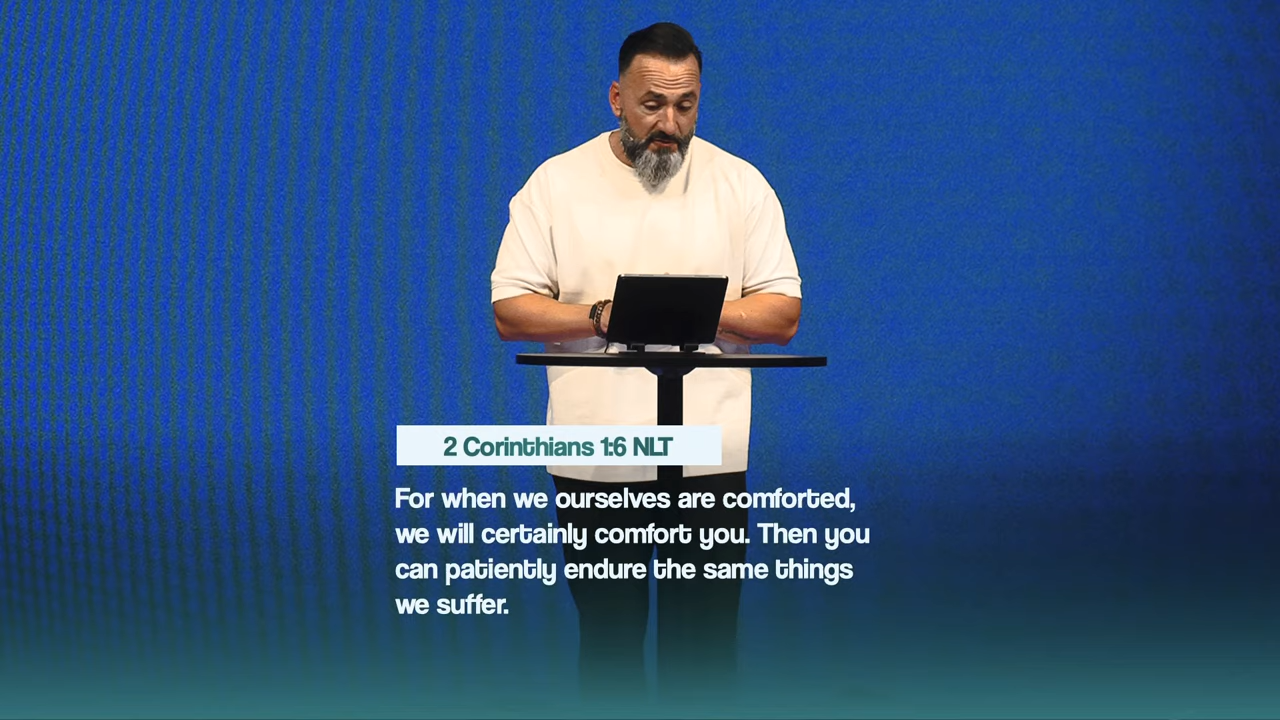 2 Corinthians 1:6 NLT
For when we ourselves are comforted,
we will certainly comfort you. Then you
can patiently endure the same things
we suffer.